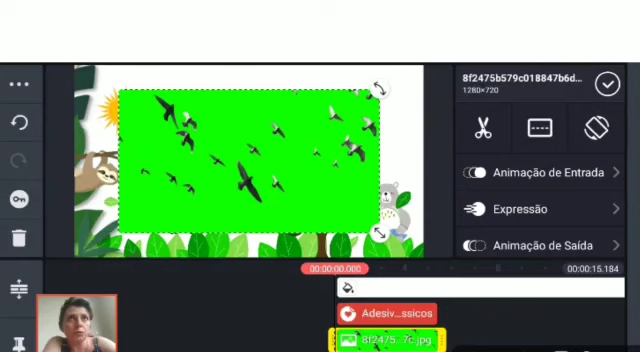 8f2475b579c018847b6d...
1280×720
Animação de Entrada
Expressão
Animação de Saída
00:00:00.000
00:00:15.184
Adesiv...ssicos
8f2475...7c.jpg